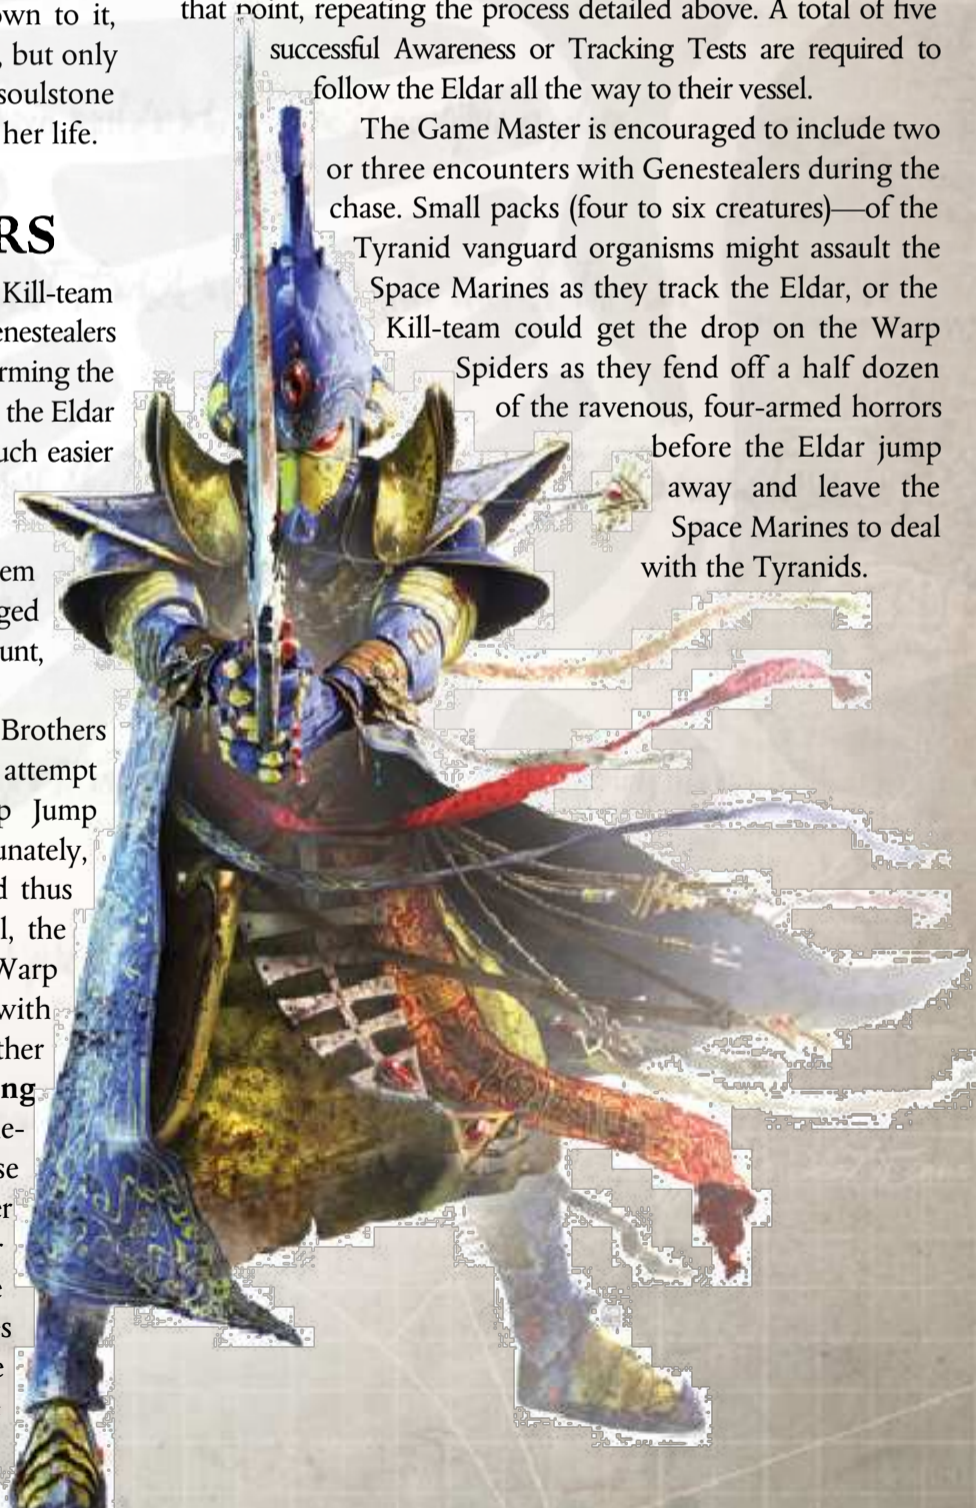 own to it,
, but only
soulstone
her life.
RS
Kill-team
enestealers
rming the
the Eldar
uch easier
em
ged
unt,
Brothers
attempt
p Jump
unately,
d thus
l, the
Warp
with
ther
ng
e-
se
er
-
e
s
e
that point, repeating the process detailed above. A total of five
successful Awareness or Tracking Tests are required to
follow the Eldar all the way to their vessel.
The Game Master is encouraged to include two
or three encounters with Genestealers during the
chase. Small packs (four to six creatures)—of the
Tyranid vanguard organisms might assault the
Space Marines as they track the Eldar, or the
Kill-team could get the drop on the Warp
Spiders as they fend off a half dozen
of the ravenous, four-armed horrors
before the Eldar jump
away and leave the
Space Marines to deal
with the Tyranids.